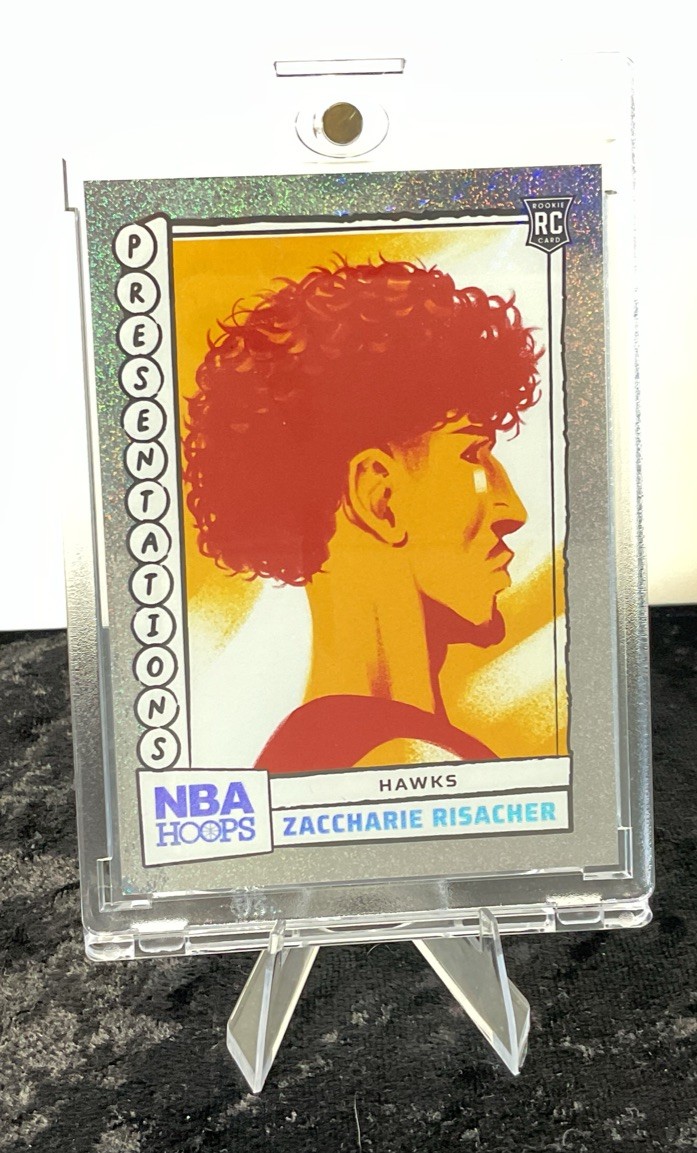 ROOKIE
RC
CARD
PRESENTATIONS
HAWKS
NBA
HOOPS
ZACCHARIE RISACHER